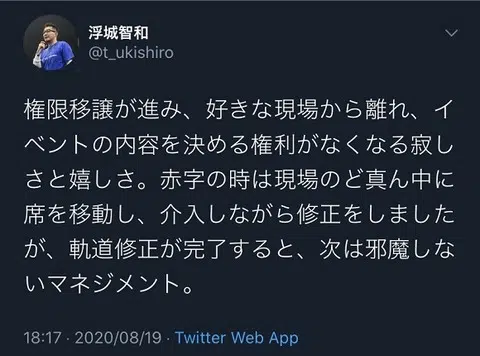 浮城智和
@t_ukishiro
権限移譲が進み、好きな現場から離れ、イ
ベントの内容を決める権利がなくなる寂し
さと嬉しさ。赤字の時は現場のど真ん中に
席を移動し、介入しながら修正をしました
が、軌道修正が完了すると、次は邪魔しな
いマネジメント。
18:17 · 2020/08/19 · Twitter Web App